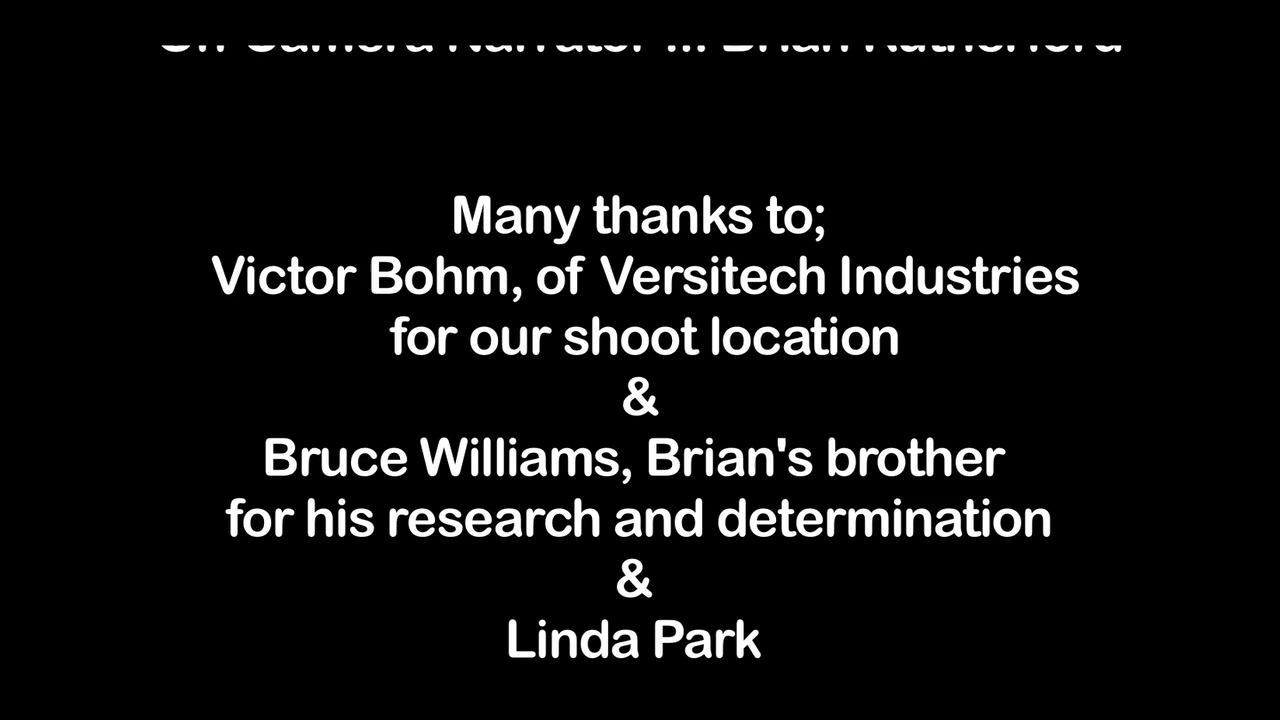 Many thanks to;
Victor Bohm, of Versitech Industries
for our shoot location
&
Bruce Williams, Brian's brother
for his research and determination
&
Linda Park